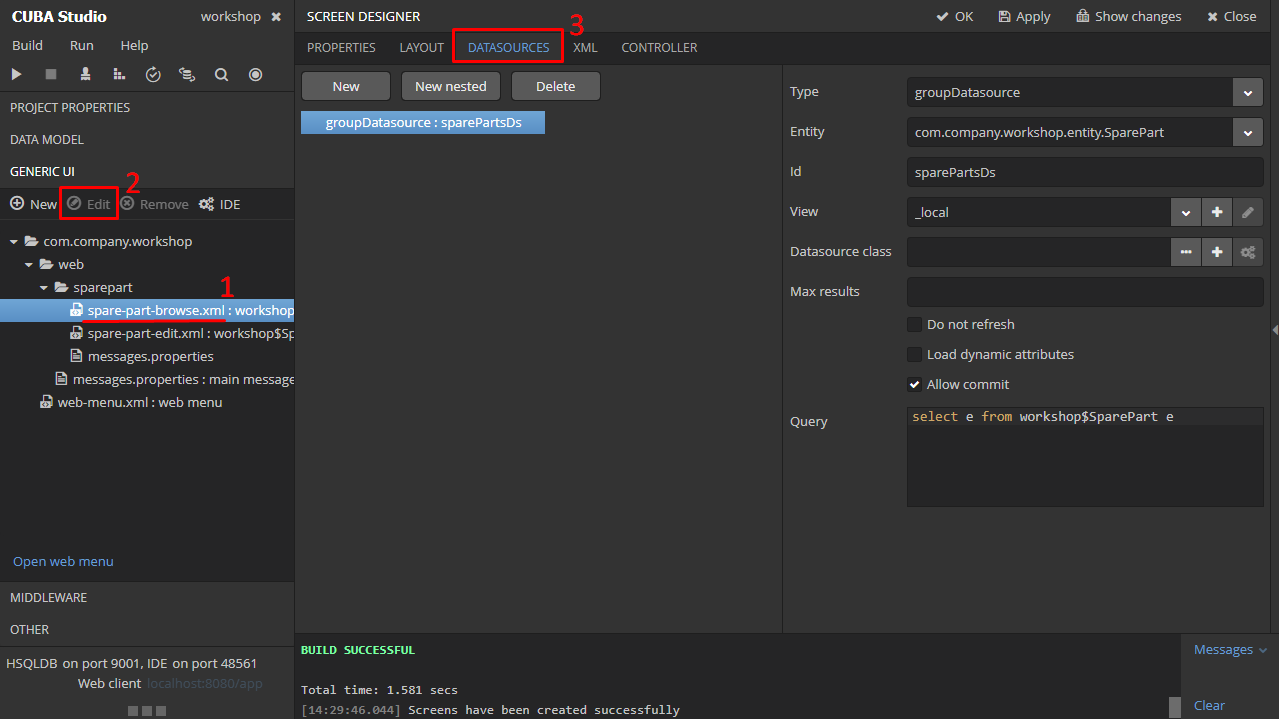 CUBA Studio
workshop
Build Run Help
PROJECT PROPERTIES
DATA MODEL
GENERIC UI
2
New Edit Remove IDE
com.company.workshop
web
sparepart
1
spare-part-browse.xml : workshop
spare-part-edit.xml : workshop$Sp
messages.properties
messages.properties : main message
web-menu.xml : web menu
Open web menu
MIDDLEWARE
OTHER
HSQLDB on port 9001, IDE on port 48561
Web client localhost:8080/app
SCREEN DESIGNER
OK Apply Show changes Close
3
PROPERTIES LAYOUT DATASOURCES XML CONTROLLER
New New nested Delete
groupDatasource : sparePartsDs
Type groupDatasource
Entity com.company.workshop.entity.SparePart
Id sparePartsDs
View _local
Datasource class
Max results
Do not refresh
Load dynamic attributes
Allow commit
Query select e from workshop$SparePart e
BUILD SUCCESSFUL
Total time: 1.581 secs
[14:29:46.044] Screens have been created successfully
Messages
Clear